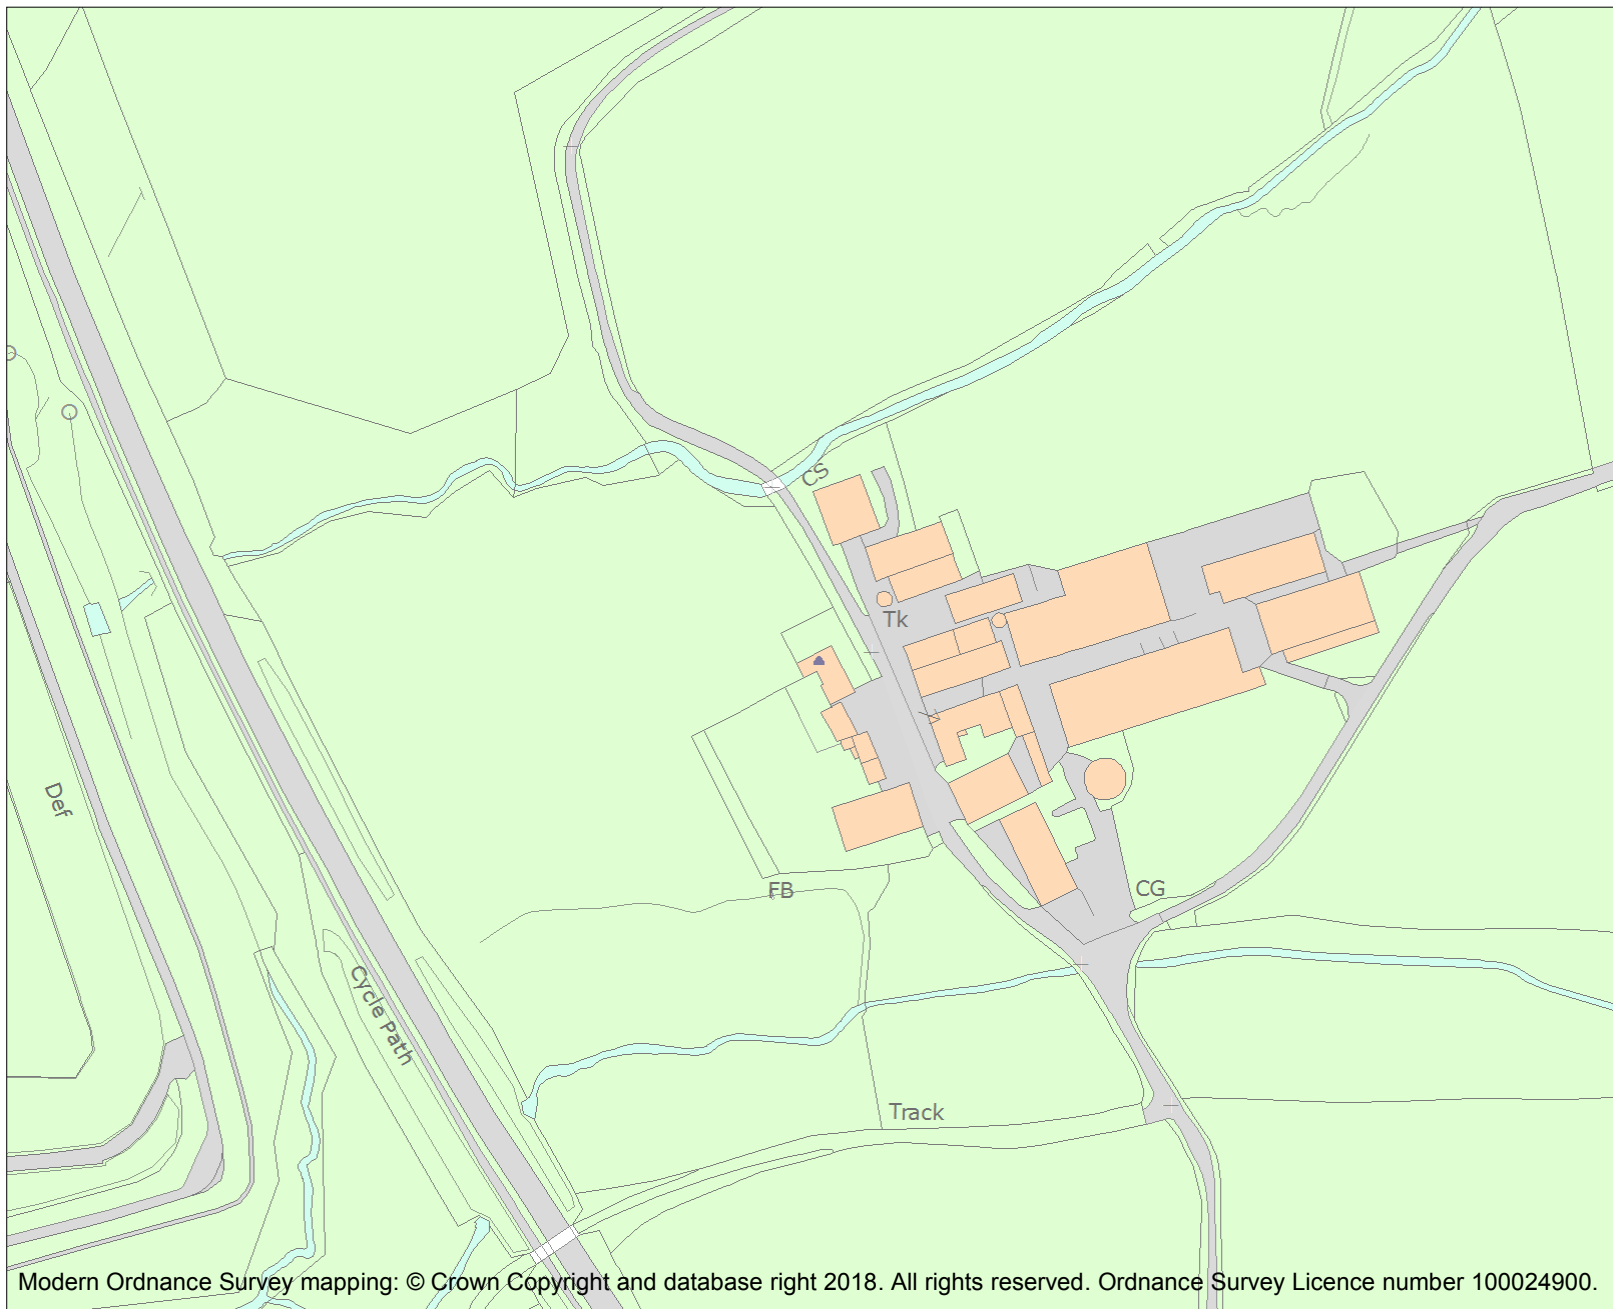 CS
Tk
Def
FB
CG
Cycle Path
Track
Modern Ordnance Survey mapping: © Crown Copyright and database right 2018. All rights reserved. Ordnance Survey Licence number 100024900.